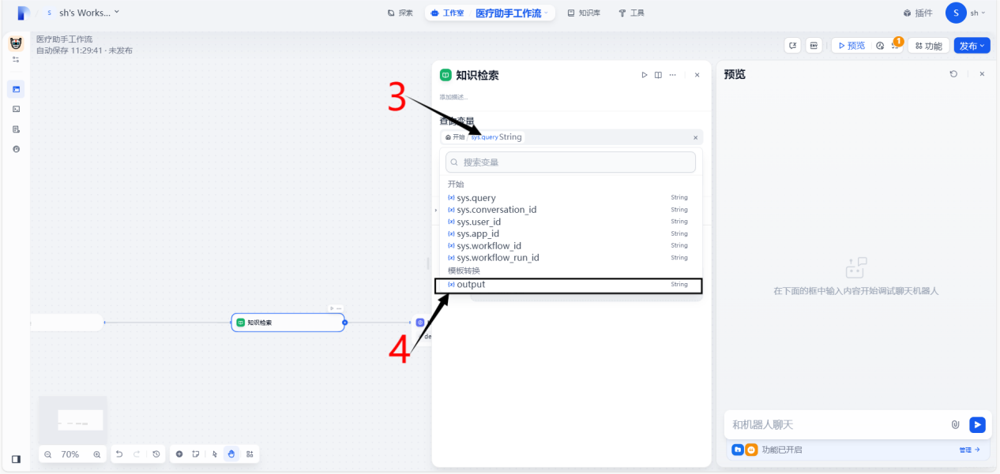 S sh's Works...
探索
工作室
医疗助手工作流
知识库
工具
插件
S sh
医疗助手工作流
自动保存 11:29:41 · 未发布
预览
1
功能
发布
知识检索
添加描述...
3
查询变量
开始 / sys.query String
搜索变量
开始
(x) sys.query String
(x) sys.conversation_id String
(x) sys.user_id String
(x) sys.app_id String
(x) sys.workflow_id String
(x) sys.workflow_run_id String
模板转换
(x) output String
4
知识检索
de
70%
预览
在下面的框中输入内容开始调试聊天机器人
和机器人聊天
功能已开启
管理 →